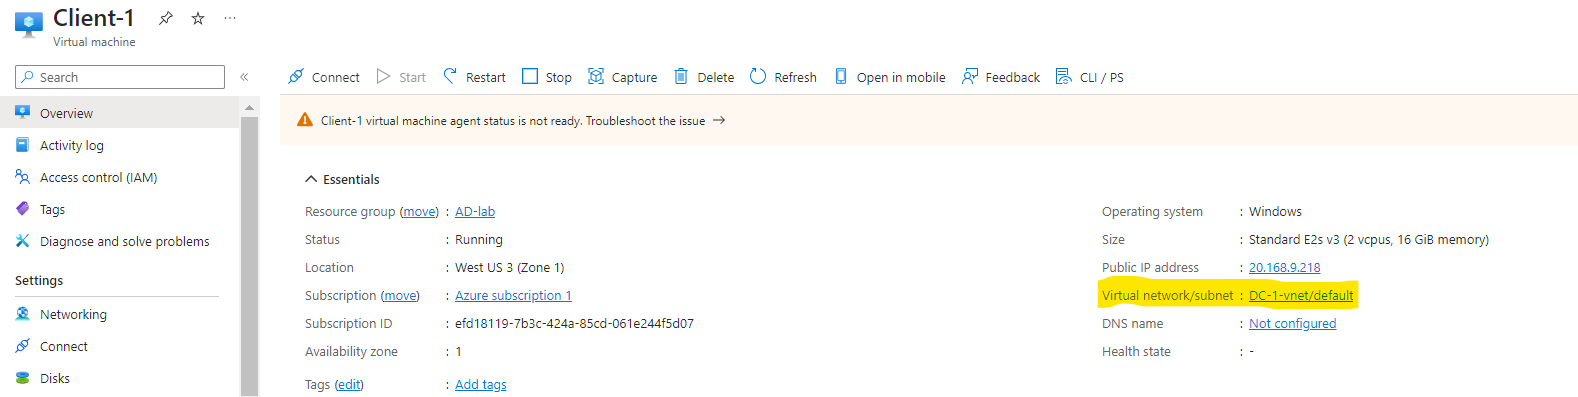 Client-1
Virtual machine
Search
Connect Start Restart Stop Capture Delete Refresh Open in mobile Feedback CLI / PS
Overview
Activity log
Access control (IAM)
Tags
Diagnose and solve problems
Settings
Networking
Connect
Disks
Client-1 virtual machine agent status is not ready. Troubleshoot the issue →
Essentials
Resource group (move) : AD-lab
Status : Running
Location : West US 3 (Zone 1)
Subscription (move) : Azure subscription 1
Subscription ID : efd18119-7b3c-424a-85cd-061e244f5d07
Availability zone : 1
Tags (edit) : Add tags
Operating system : Windows
Size : Standard E2s v3 (2 vcpus, 16 GiB memory)
Public IP address : 20.168.9.218
Virtual network/subnet : DC-1-vnet/default
DNS name : Not configured
Health state : -